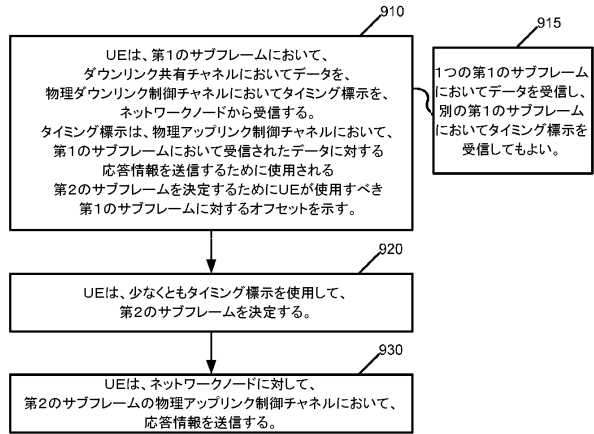 910
UEは、第1のサブフレームにおいて、
ダウンリンク共有チャネルにおいてデータを、
物理ダウンリンク制御チャネルにおいてタイミング標示を、
ネットワークノードから受信する。
タイミング標示は、物理アップリンク制御チャネルにおいて、
第1のサブフレームにおいて受信されたデータに対する
応答情報を送信するために使用される
第2のサブフレームを決定するためにUEが使用すべき
第1のサブフレームに対するオフセットを示す。
915
1つの第1のサブフレーム
においてデータを受信し、
別の第1のサブフレーム
においてタイミング標示を
受信してもよい。
920
UEは、少なくともタイミング標示を使用して、
第2のサブフレームを決定する。
930
UEは、ネットワークノードに対して、
第2のサブフレームの物理アップリンク制御チャネルにおいて、
応答情報を送信する。